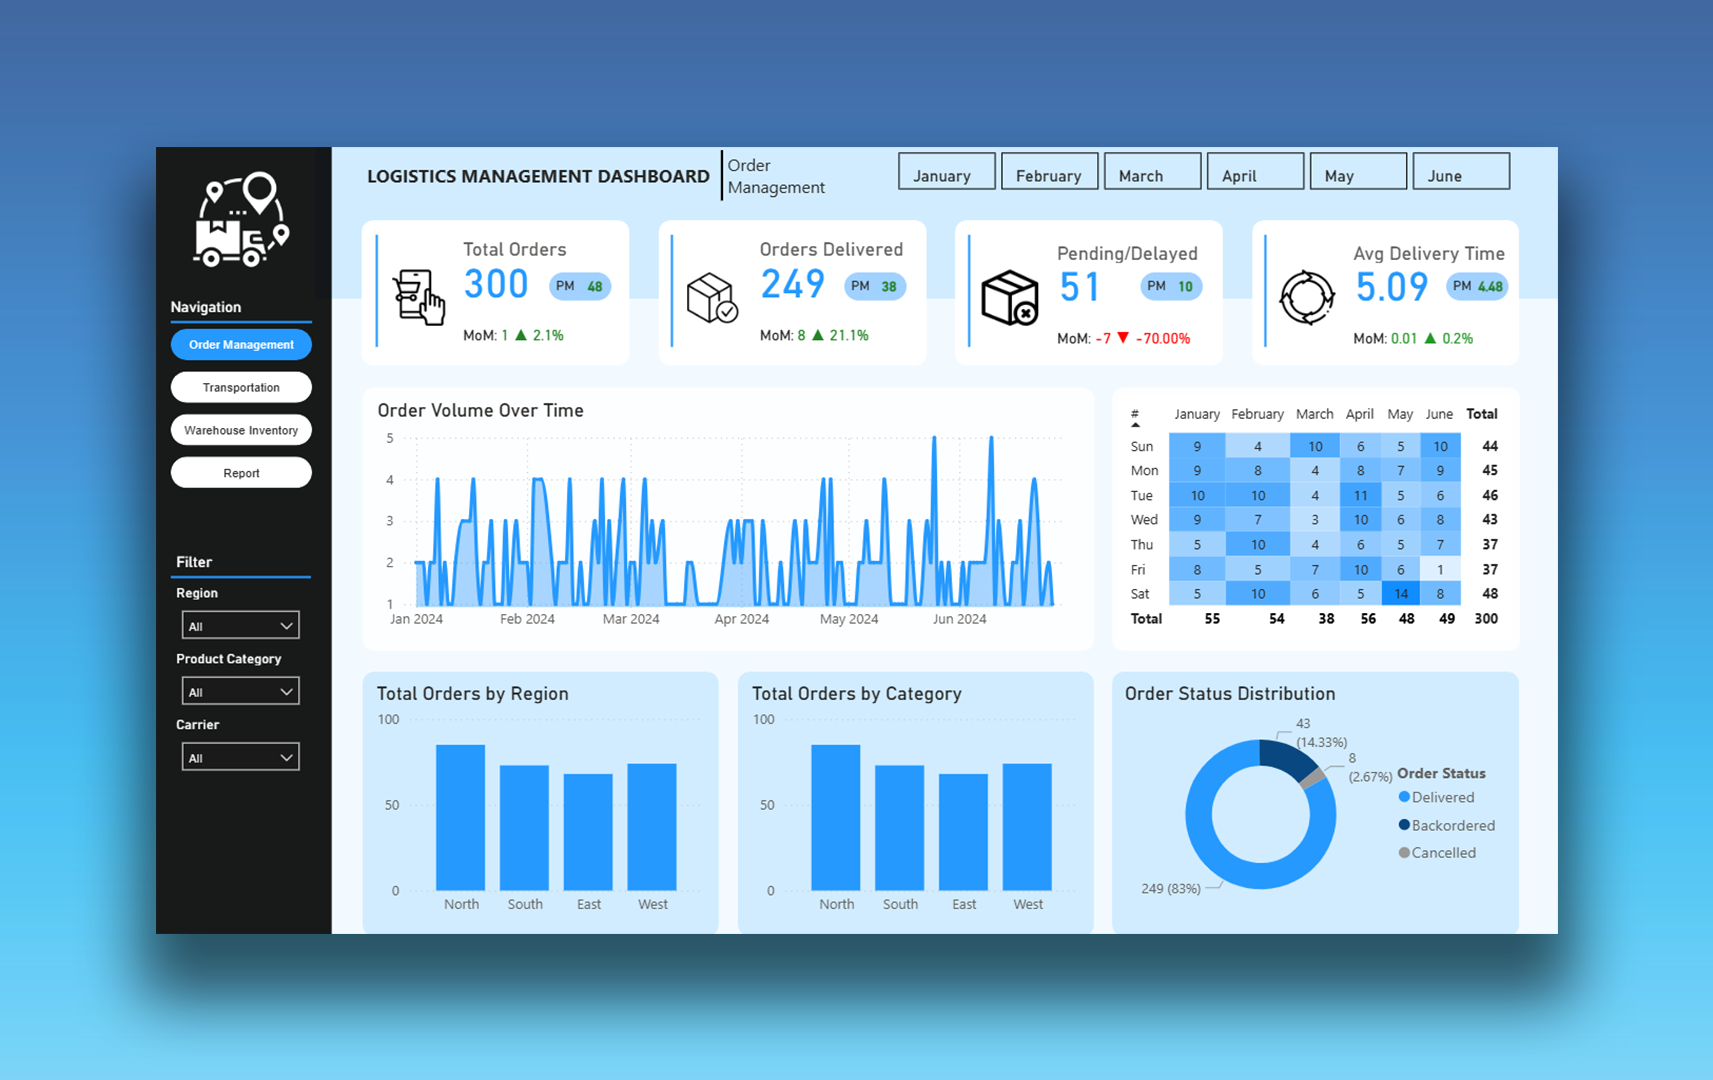 LOGISTICS MANAGEMENT DASHBOARD
Order
Management
January February March April May June
Navigation
Order Management
Transportation
Warehouse Inventory
Report
Filter
Region
All
Product Category
All
Carrier
All
Total Orders
300 PM 48
MoM: 1 ▲ 2.1%
Orders Delivered
249 PM 38
MoM: 8 ▲ 21.1%
Pending/Delayed
51 PM 10
MoM: -7 ▼ -70.00%
Avg Delivery Time
5.09 PM 4.48
MoM: 0.01 ▲ 0.2%
Order Volume Over Time
5
4
3
2
1
Jan 2024 Feb 2024 Mar 2024 Apr 2024 May 2024 Jun 2024
# January February March April May June Total
Sun 9 4 10 6 5 10 44
Mon 9 8 4 8 7 9 45
Tue 10 10 4 11 5 6 46
Wed 9 7 3 10 6 8 43
Thu 5 10 4 6 5 7 37
Fri 8 5 7 10 6 1 37
Sat 5 10 6 5 14 8 48
Total 55 54 38 56 48 49 300
Total Orders by Region
100
50
0
North South East West
Total Orders by Category
100
50
0
North South East West
Order Status Distribution
43
(14.33%)
8
(2.67%)
249 (83%)
Order Status
Delivered
Backordered
Cancelled